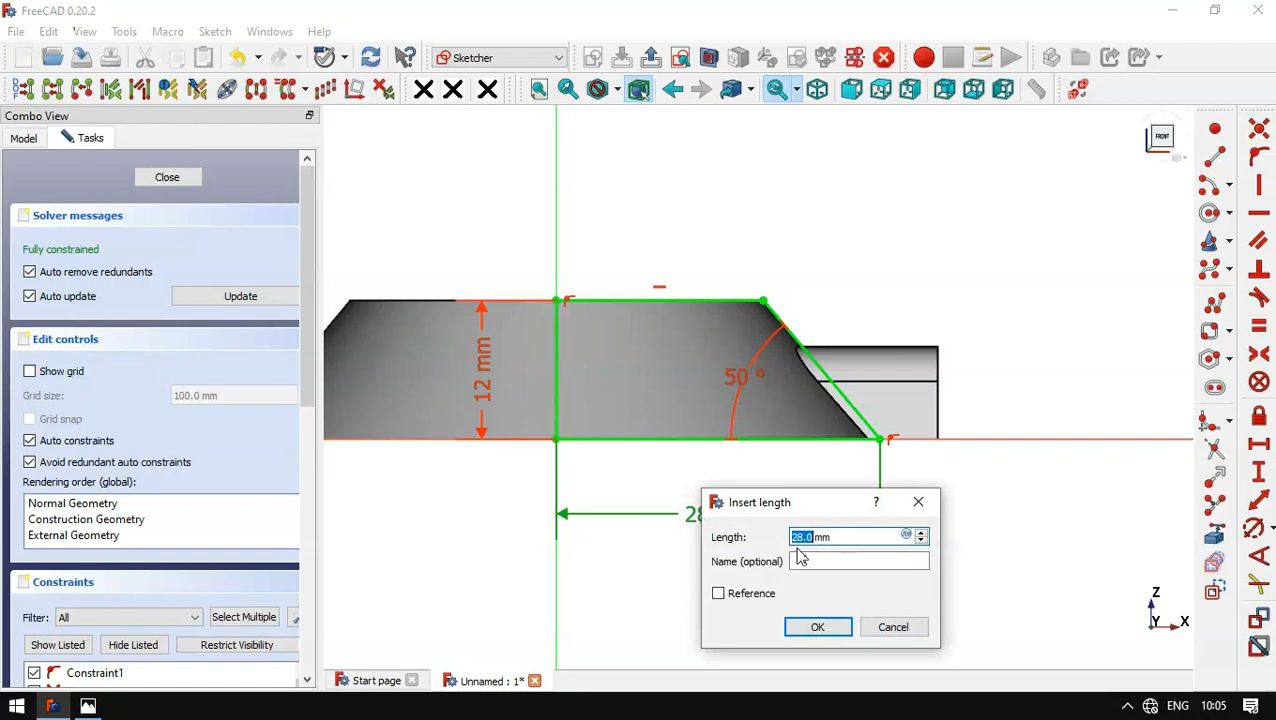 FreeCAD 0.20.2
File Edit View Tools Macro Sketch Windows Help
Sketcher
Combo View
Model Tasks
Close
Solver messages
Fully constrained
Auto remove redundants
Auto update Update
Edit controls
Show grid
Grid size: 100.0 mm
Grid snap
Auto constraints
Avoid redundant auto constraints
Rendering order (global):
Normal Geometry
Construction Geometry
External Geometry
Constraints
Filter: All Select Multiple
Show Listed Hide Listed Restrict Visibility
Constraint1
FRONT
12 mm
50 °
28
Insert length ?
Length: 28.0 mm
Name (optional)
Reference
OK Cancel
Z
Y X
Start page Unnamed : 1*
ENG 10:05